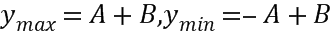 y_max = A + B, y_min =– A + B